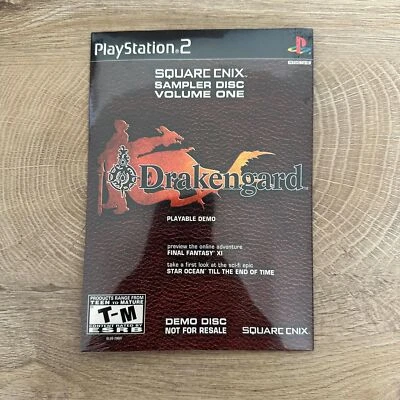 PlayStation®2
SQUARE ENIX
SAMPLER DISC
VOLUME ONE
Drakengard
PLAYABLE DEMO
preview the online adventure
FINAL FANTASY XI
take a first look at the sci-fi epic
STAR OCEAN TILL THE END OF TIME
PRODUCTS RANGE FROM
TEEN TO MATURE
T-M
CONTENT RATED BY
ESRB
DEMO DISC
NOT FOR RESALE
SQUARE ENIX